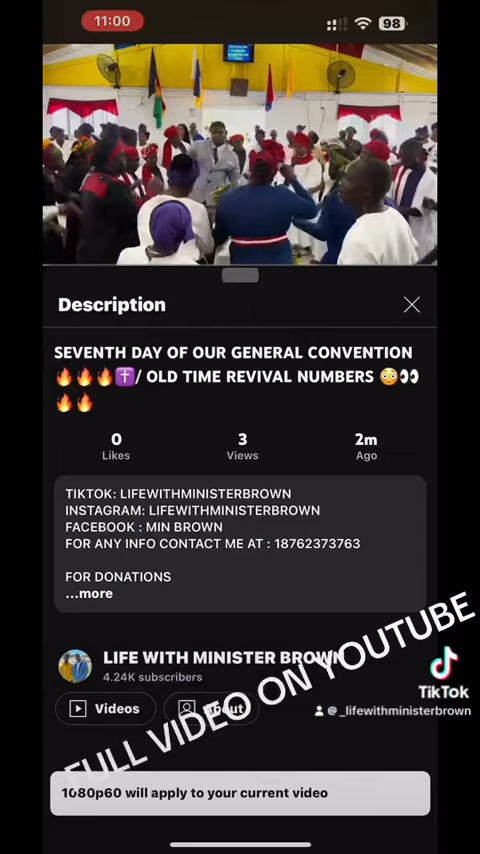 11:00
98
Description
SEVENTH DAY OF OUR GENERAL CONVENTION
🔥🔥🔥✝️/ OLD TIME REVIVAL NUMBERS 😳👀
🔥🔥
0
Likes
3
Views
2m
Ago
TIKTOK: LIFEWITHMINISTERBROWN
INSTAGRAM: LIFEWITHMINISTERBROWN
FACEBOOK : MIN BROWN
FOR ANY INFO CONTACT ME AT : 18762373763
FOR DONATIONS
...more
LIFE WITH MINISTER BROWN
4.24K subscribers
Videos
About
FULL VIDEO ON YOUTUBE
TikTok
@_lifewithministerbrown
1080p60 will apply to your current video